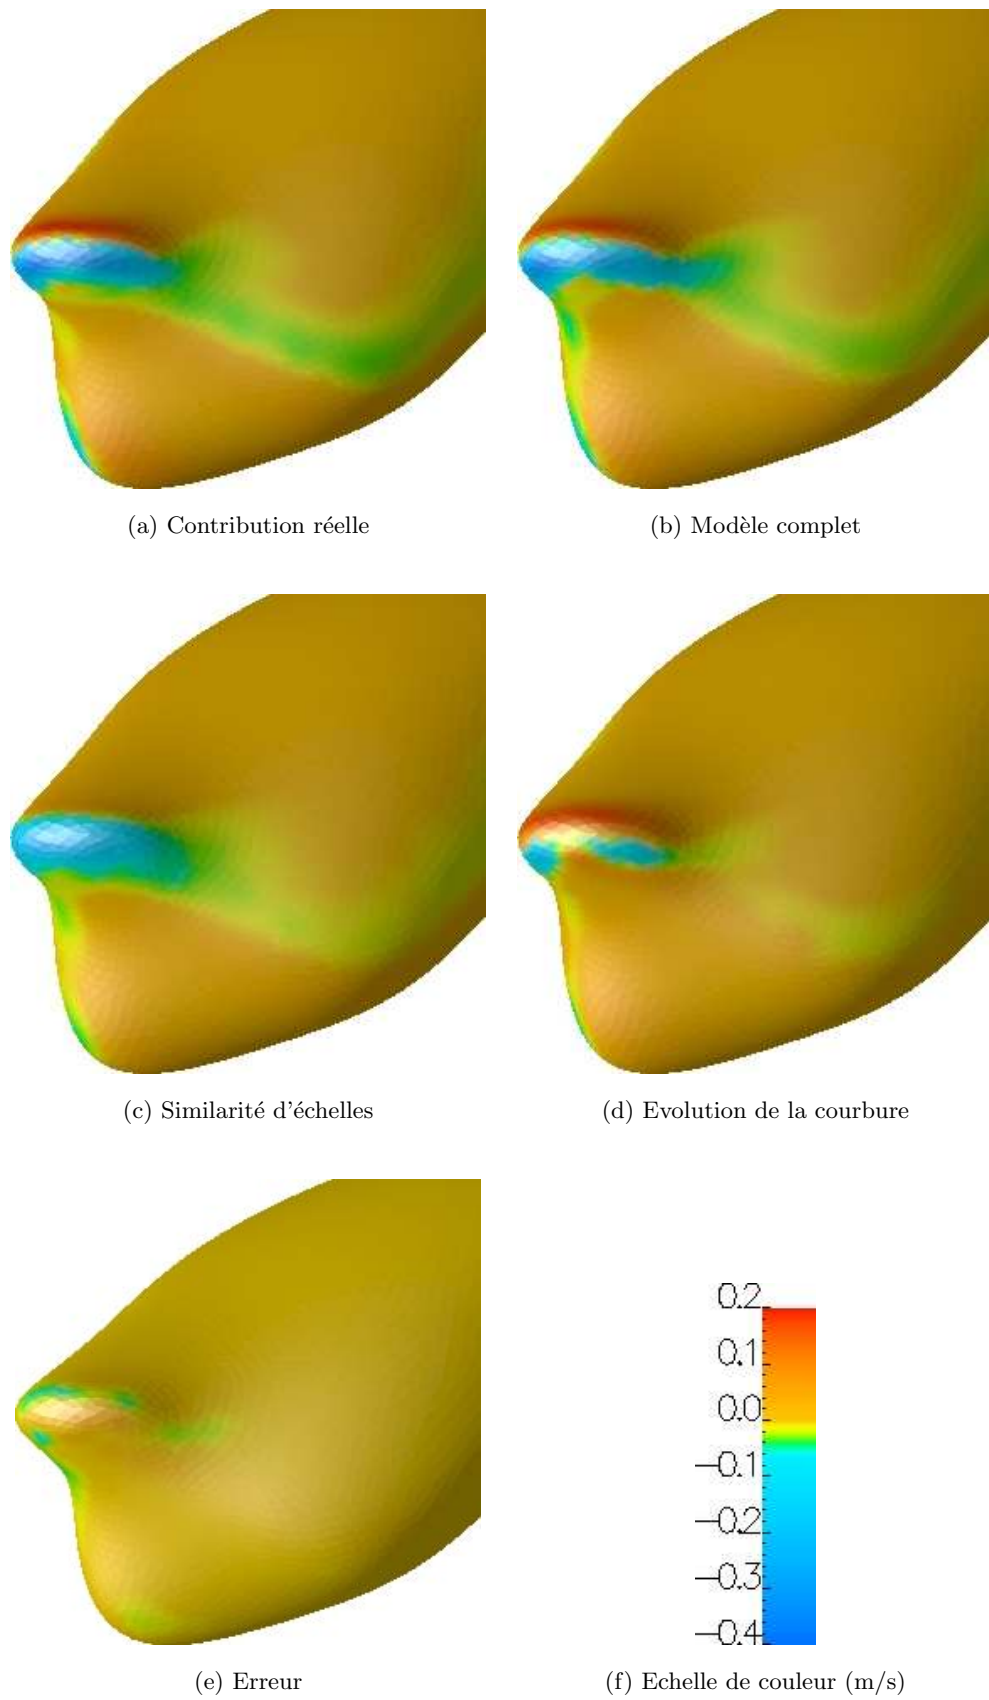 (a) Contribution réelle
(b) Modèle complet
(c) Similarité d'échelles
(d) Evolution de la courbure
0.2
0.1
0.0
−0.1
−0.2
−0.3
−0.4
(e) Erreur
(f) Echelle de couleur (m/s)